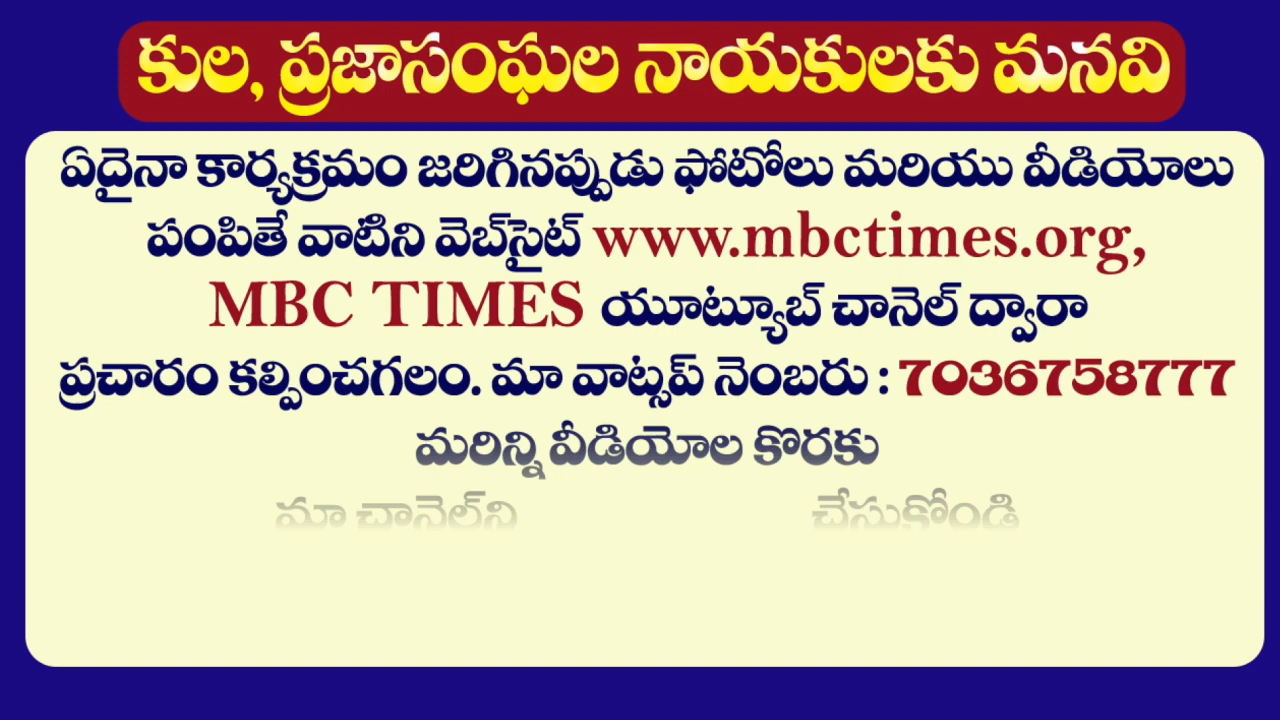 కుల, ప్రజాసంఘల నాయకులకు మనవి
ఏదైనా కార్యక్రమం జరిగినప్పుడు ఫోటోలు మరియు వీడియోలు
పంపితే వాటిని వెబ్‌సైట్ www.mbctimes.org,
MBC TIMES యూట్యూబ్ చానెల్ ద్వారా
ప్రచారం కల్పించగలం. మా వాట్సప్ నెంబరు : 7036758777
మరిన్ని వీడియోల కొరకు
మా చానెల్‌ని చేసుకోండి